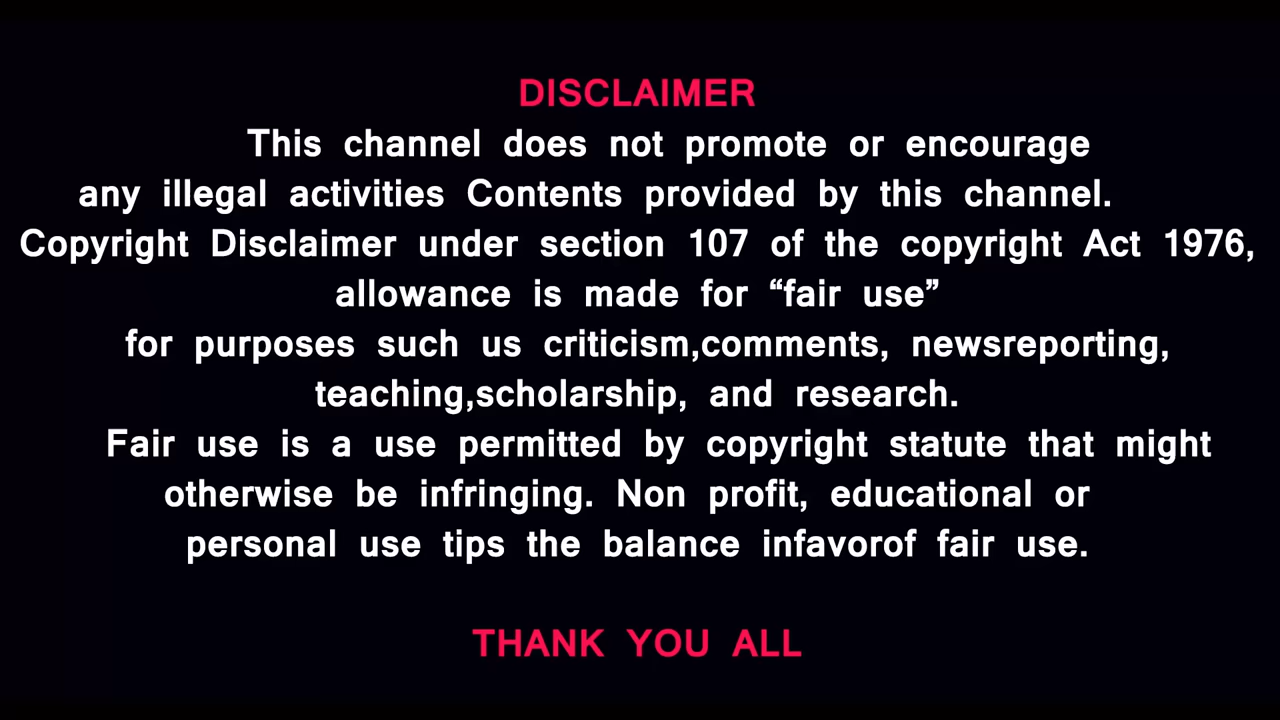 DISCLAIMER
This channel does not promote or encourage
any illegal activities Contents provided by this channel.
Copyright Disclaimer under section 107 of the copyright Act 1976,
allowance is made for “fair use”
for purposes such us criticism,comments, newsreporting,
teaching,scholarship, and research.
Fair use is a use permitted by copyright statute that might
otherwise be infringing. Non profit, educational or
personal use tips the balance infavorof fair use.
THANK YOU ALL